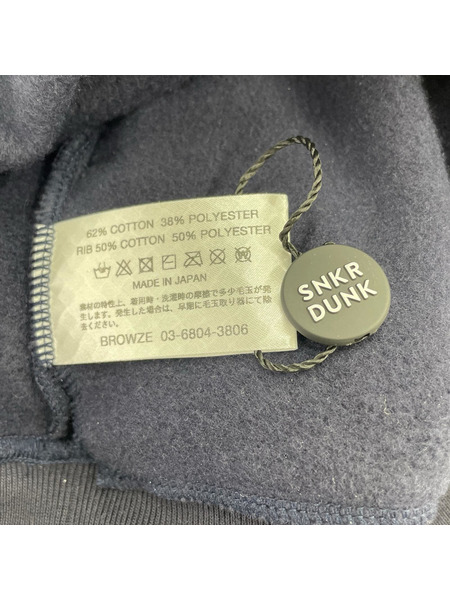 62% COTTON 38% POLYESTER
RIB 50% COTTON 50% POLYESTER
MADE IN JAPAN
素材の特性上、着用時・洗濯時の摩擦で多少毛玉が発
生します。発生した場合は、早期に毛玉取り器にて除
去ください。
BROWZE 03-6804-3806
SNKR
DUNK